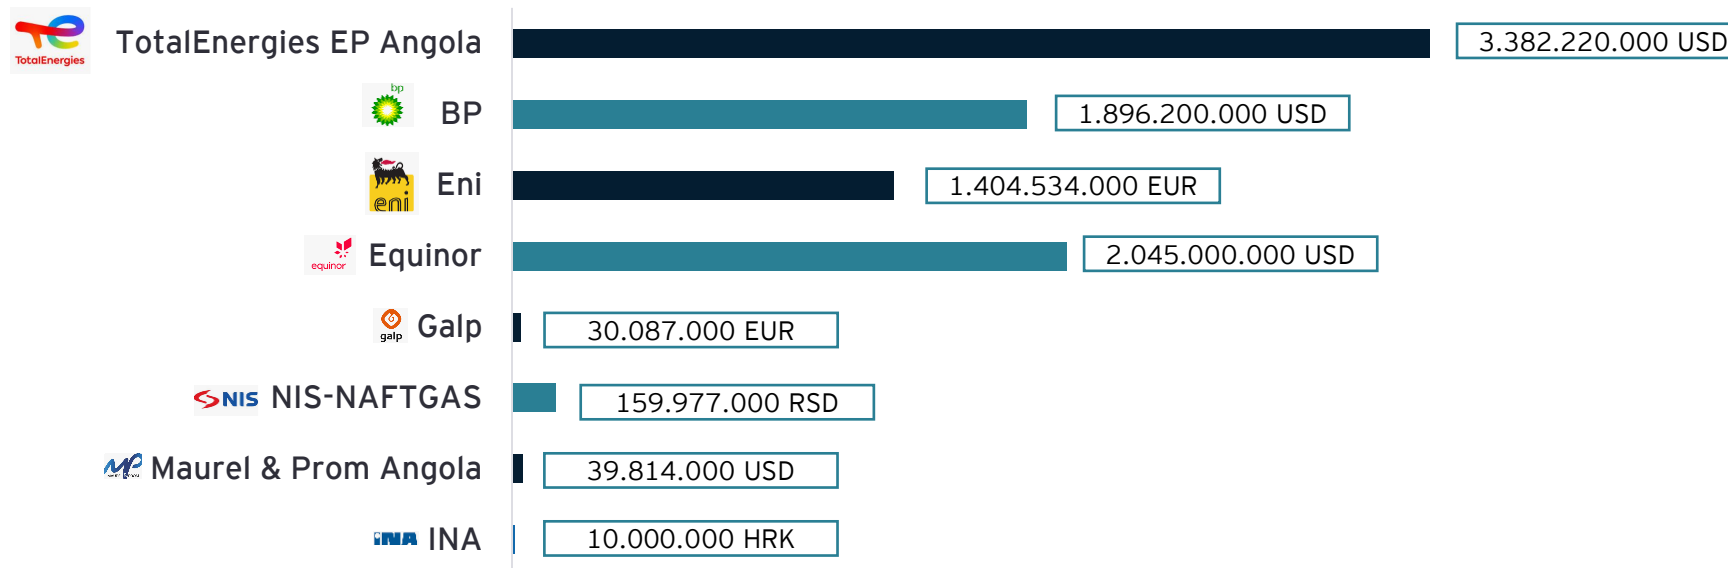 TotalEnergies
TotalEnergies EP Angola
3.382.220.000 USD
bp
BP
1.896.200.000 USD
eni
Eni
1.404.534.000 EUR
equinor
Equinor
2.045.000.000 USD
galp
Galp
30.087.000 EUR
NIS
NIS-NAFTGAS
159.977.000 RSD
MP
Maurel & Prom Angola
39.814.000 USD
INA
INA
10.000.000 HRK